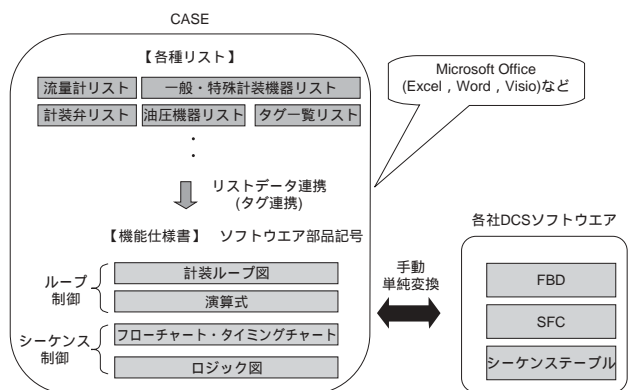 CASE
【各種リスト】
流量計リスト
一般・特殊計装機器リスト
計装弁リスト
油圧機器リスト
タグ一覧リスト
・
・
Microsoft Office
(Excel，Word，Visio)など
リストデータ連携
(タグ連携)
【機能仕様書】 ソフトウエア部品記号
ループ
制御
計装ループ図
演算式
シーケンス
制御
フローチャート・タイミングチャート
ロジック図
手動
単純変換
各社DCSソフトウエア
FBD
SFC
シーケンステーブル